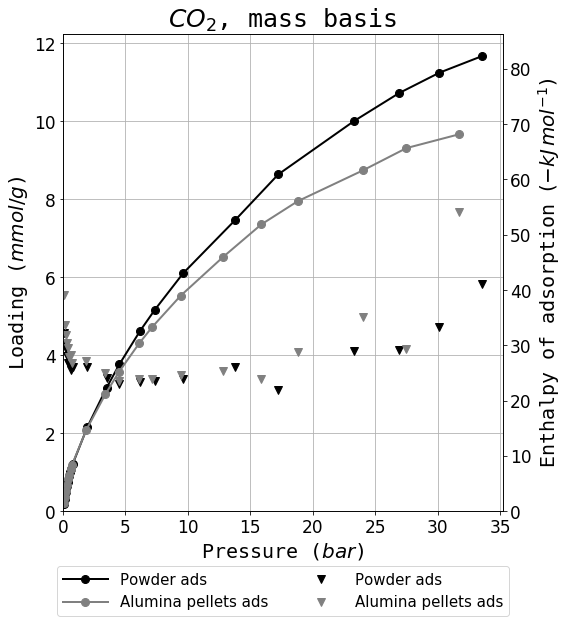 CO₂, mass basis
Loading (mmol/g)
12
10
8
6
4
2
0
80
70
60
50
40
30
20
10
0
Enthalpy of adsorption (−kJ mol⁻¹)
0 5 10 15 20 25 30 35
Pressure (bar)
Powder ads Powder ads
Alumina pellets ads Alumina pellets ads